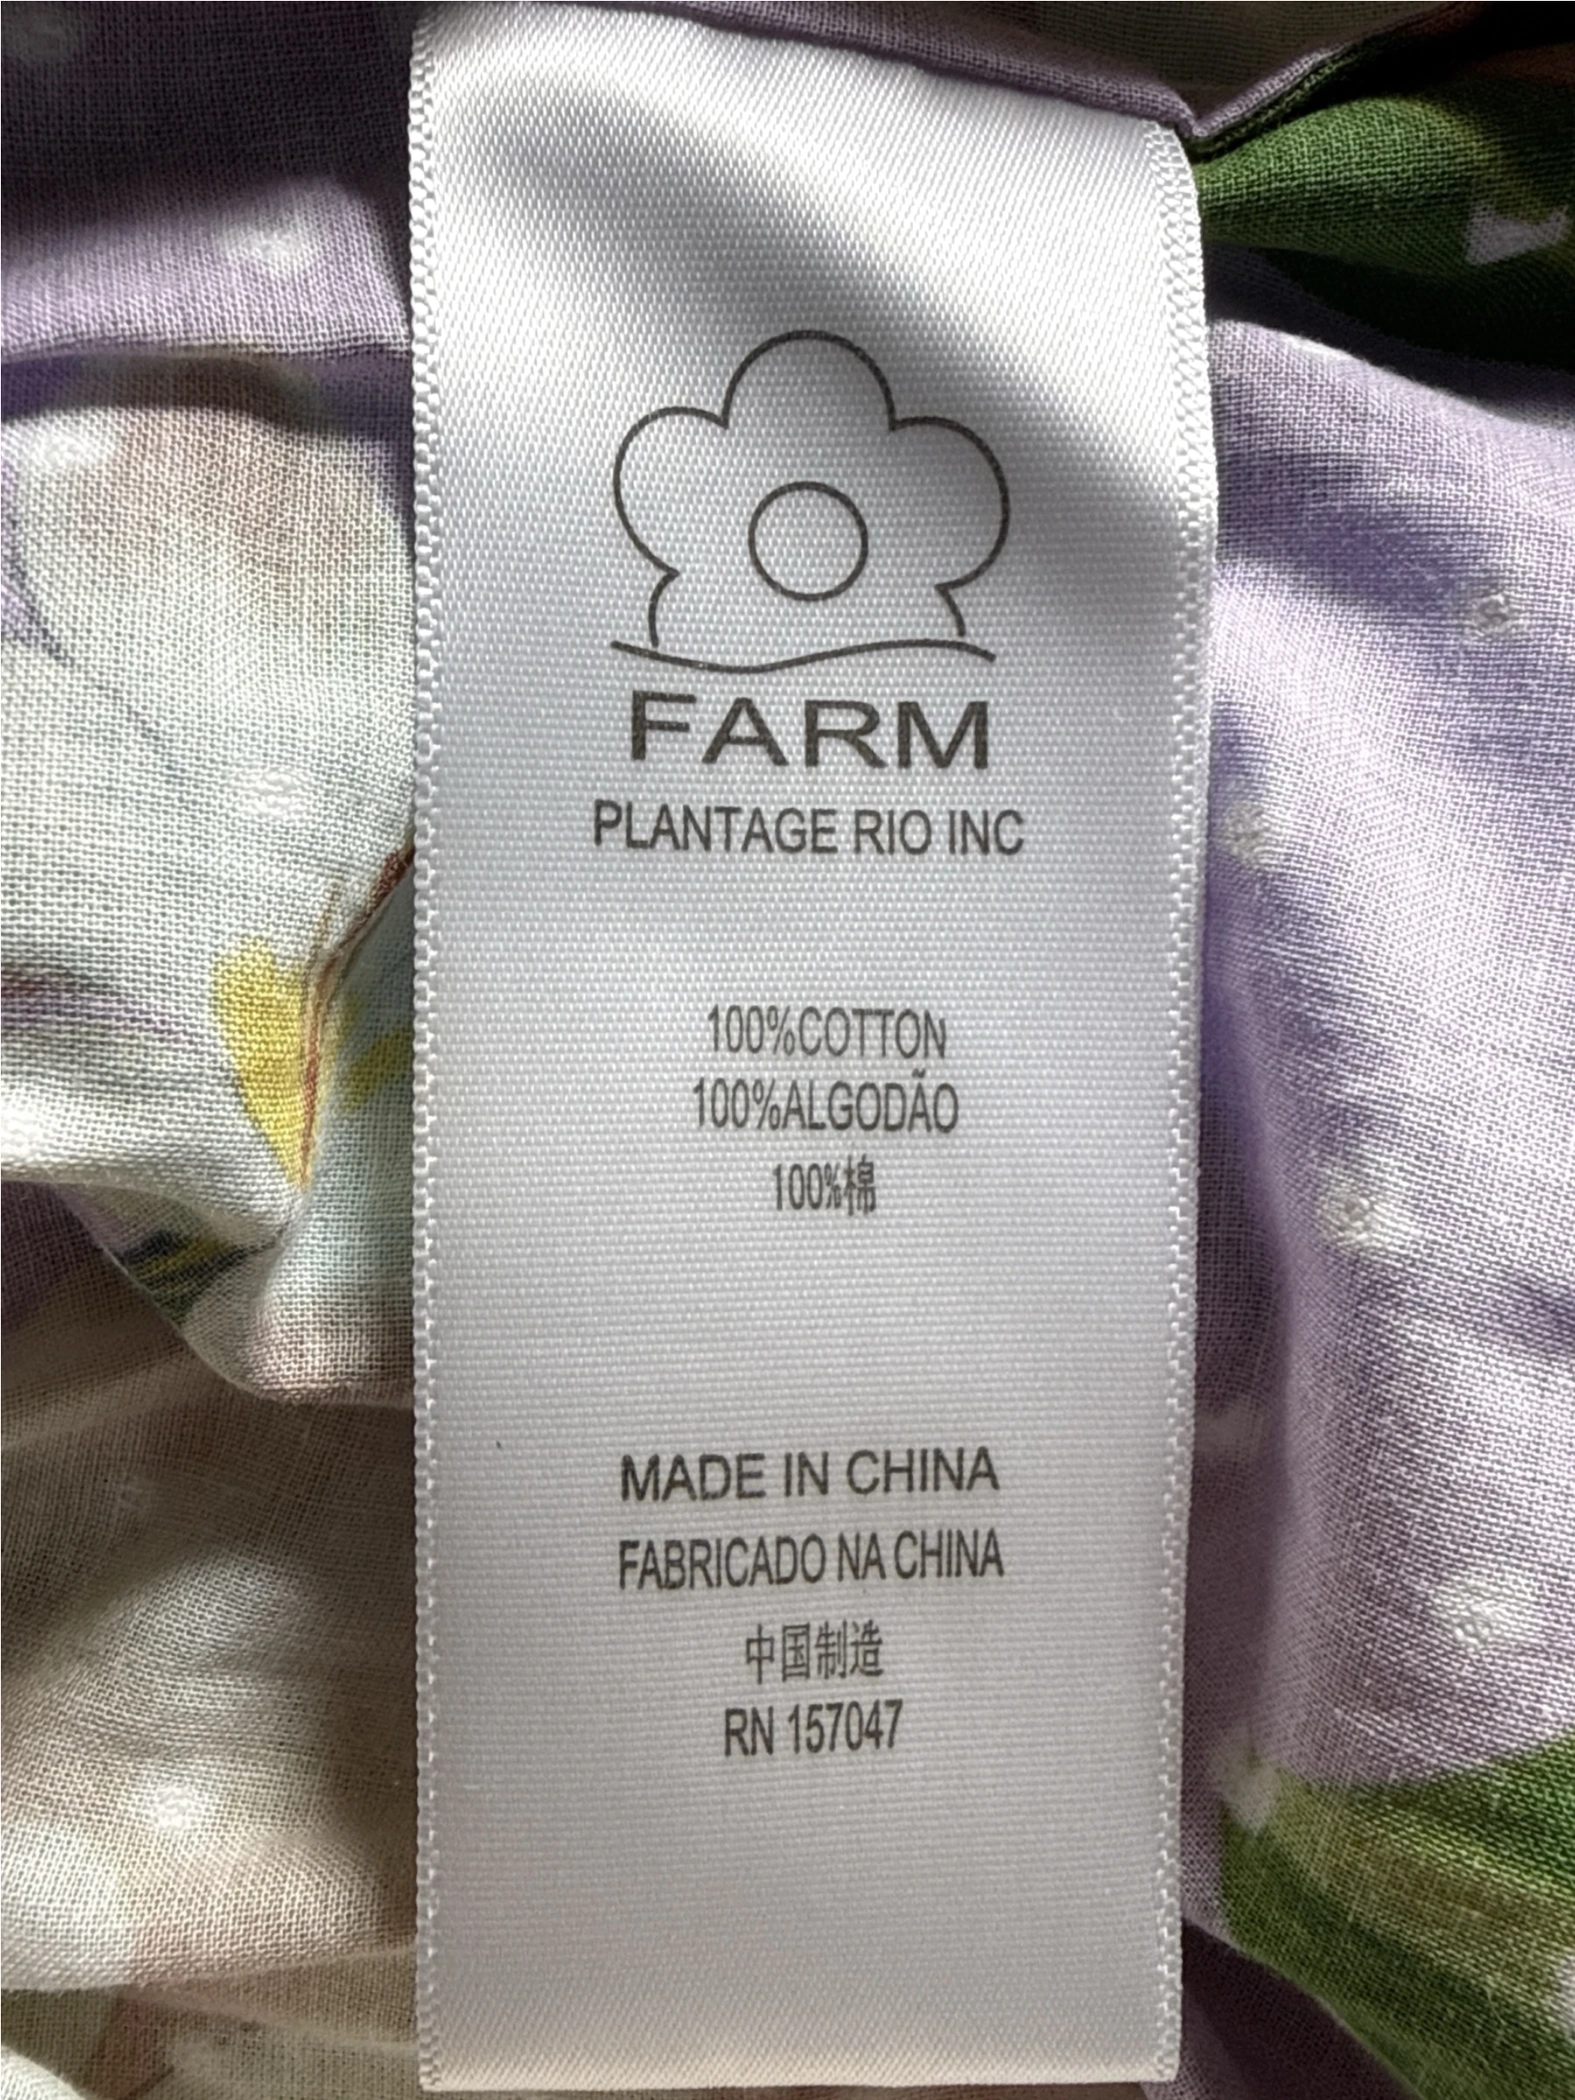 FARM
PLANTAGE RIO INC
100%COTTON
100%ALGODÃO
100%棉
MADE IN CHINA
FABRICADO NA CHINA
中国制造
RN 157047